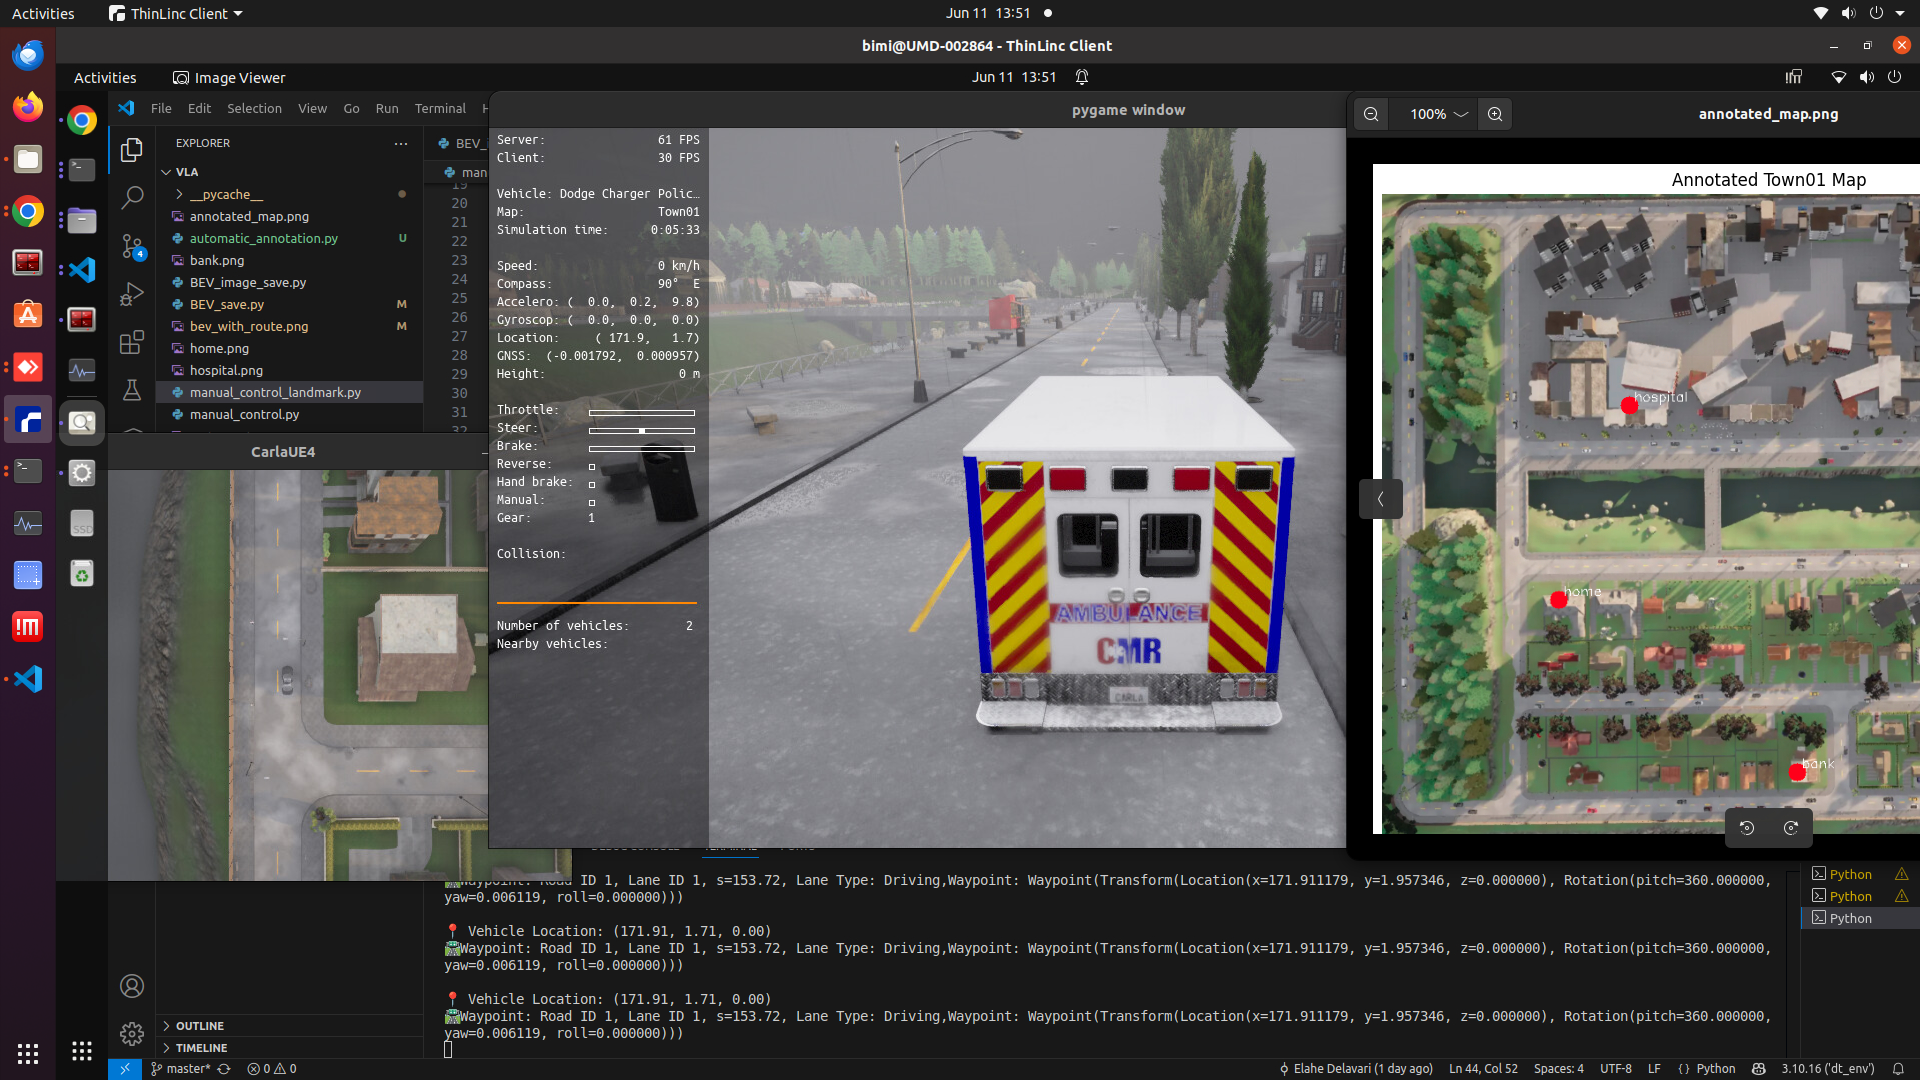 Activities
ThinLinc Client
Jun 11 13:51
bimi@UMD-002864 - ThinLinc Client
Activities
Image Viewer
Jun 11 13:51
File Edit Selection View Go Run Terminal H
pygame window
100%
annotated_map.png
EXPLORER
VLA
__pycache__
annotated_map.png
automatic_annotation.py U
bank.png
BEV_image_save.py
BEV_save.py M
bev_with_route.png M
home.png
hospital.png
manual_control_landmark.py
manual_control.py
4
BEV_i
man
19
20
21
22
23
24
25
26
27
28
29
30
31
32
Server: 61 FPS
Client: 30 FPS
Vehicle: Dodge Charger Polic…
Map: Town01
Simulation time: 0:05:33
Speed: 0 km/h
Compass: 90° E
Accelero: ( 0.0, 0.2, 9.8)
Gyroscop: ( 0.0, 0.0, 0.0)
Location: ( 171.9, 1.7)
GNSS: (-0.001792, 0.000957)
Height: 0 m
Throttle:
Steer:
Brake:
Reverse:
Hand brake:
Manual:
Gear: 1
Collision:
Number of vehicles: 2
Nearby vehicles:
AMBULANCE
CMR
CARLA
Annotated Town01 Map
hospital
home
bank
CarlaUE4
SSD
TERMINAL
Waypoint: Road ID 1, Lane ID 1, s=153.72, Lane Type: Driving,Waypoint: Waypoint(Transform(Location(x=171.911179, y=1.957346, z=0.000000), Rotation(pitch=360.000000,
yaw=0.006119, roll=0.000000)))
📍 Vehicle Location: (171.91, 1.71, 0.00)
Waypoint: Road ID 1, Lane ID 1, s=153.72, Lane Type: Driving,Waypoint: Waypoint(Transform(Location(x=171.911179, y=1.957346, z=0.000000), Rotation(pitch=360.000000,
yaw=0.006119, roll=0.000000)))
📍 Vehicle Location: (171.91, 1.71, 0.00)
Waypoint: Road ID 1, Lane ID 1, s=153.72, Lane Type: Driving,Waypoint: Waypoint(Transform(Location(x=171.911179, y=1.957346, z=0.000000), Rotation(pitch=360.000000,
yaw=0.006119, roll=0.000000)))
Python
Python
Python
OUTLINE
TIMELINE
master* 0 0
Elahe Delavari (1 day ago) Ln 44, Col 52 Spaces: 4 UTF-8 LF {} Python 3.10.16 ('dt_env')